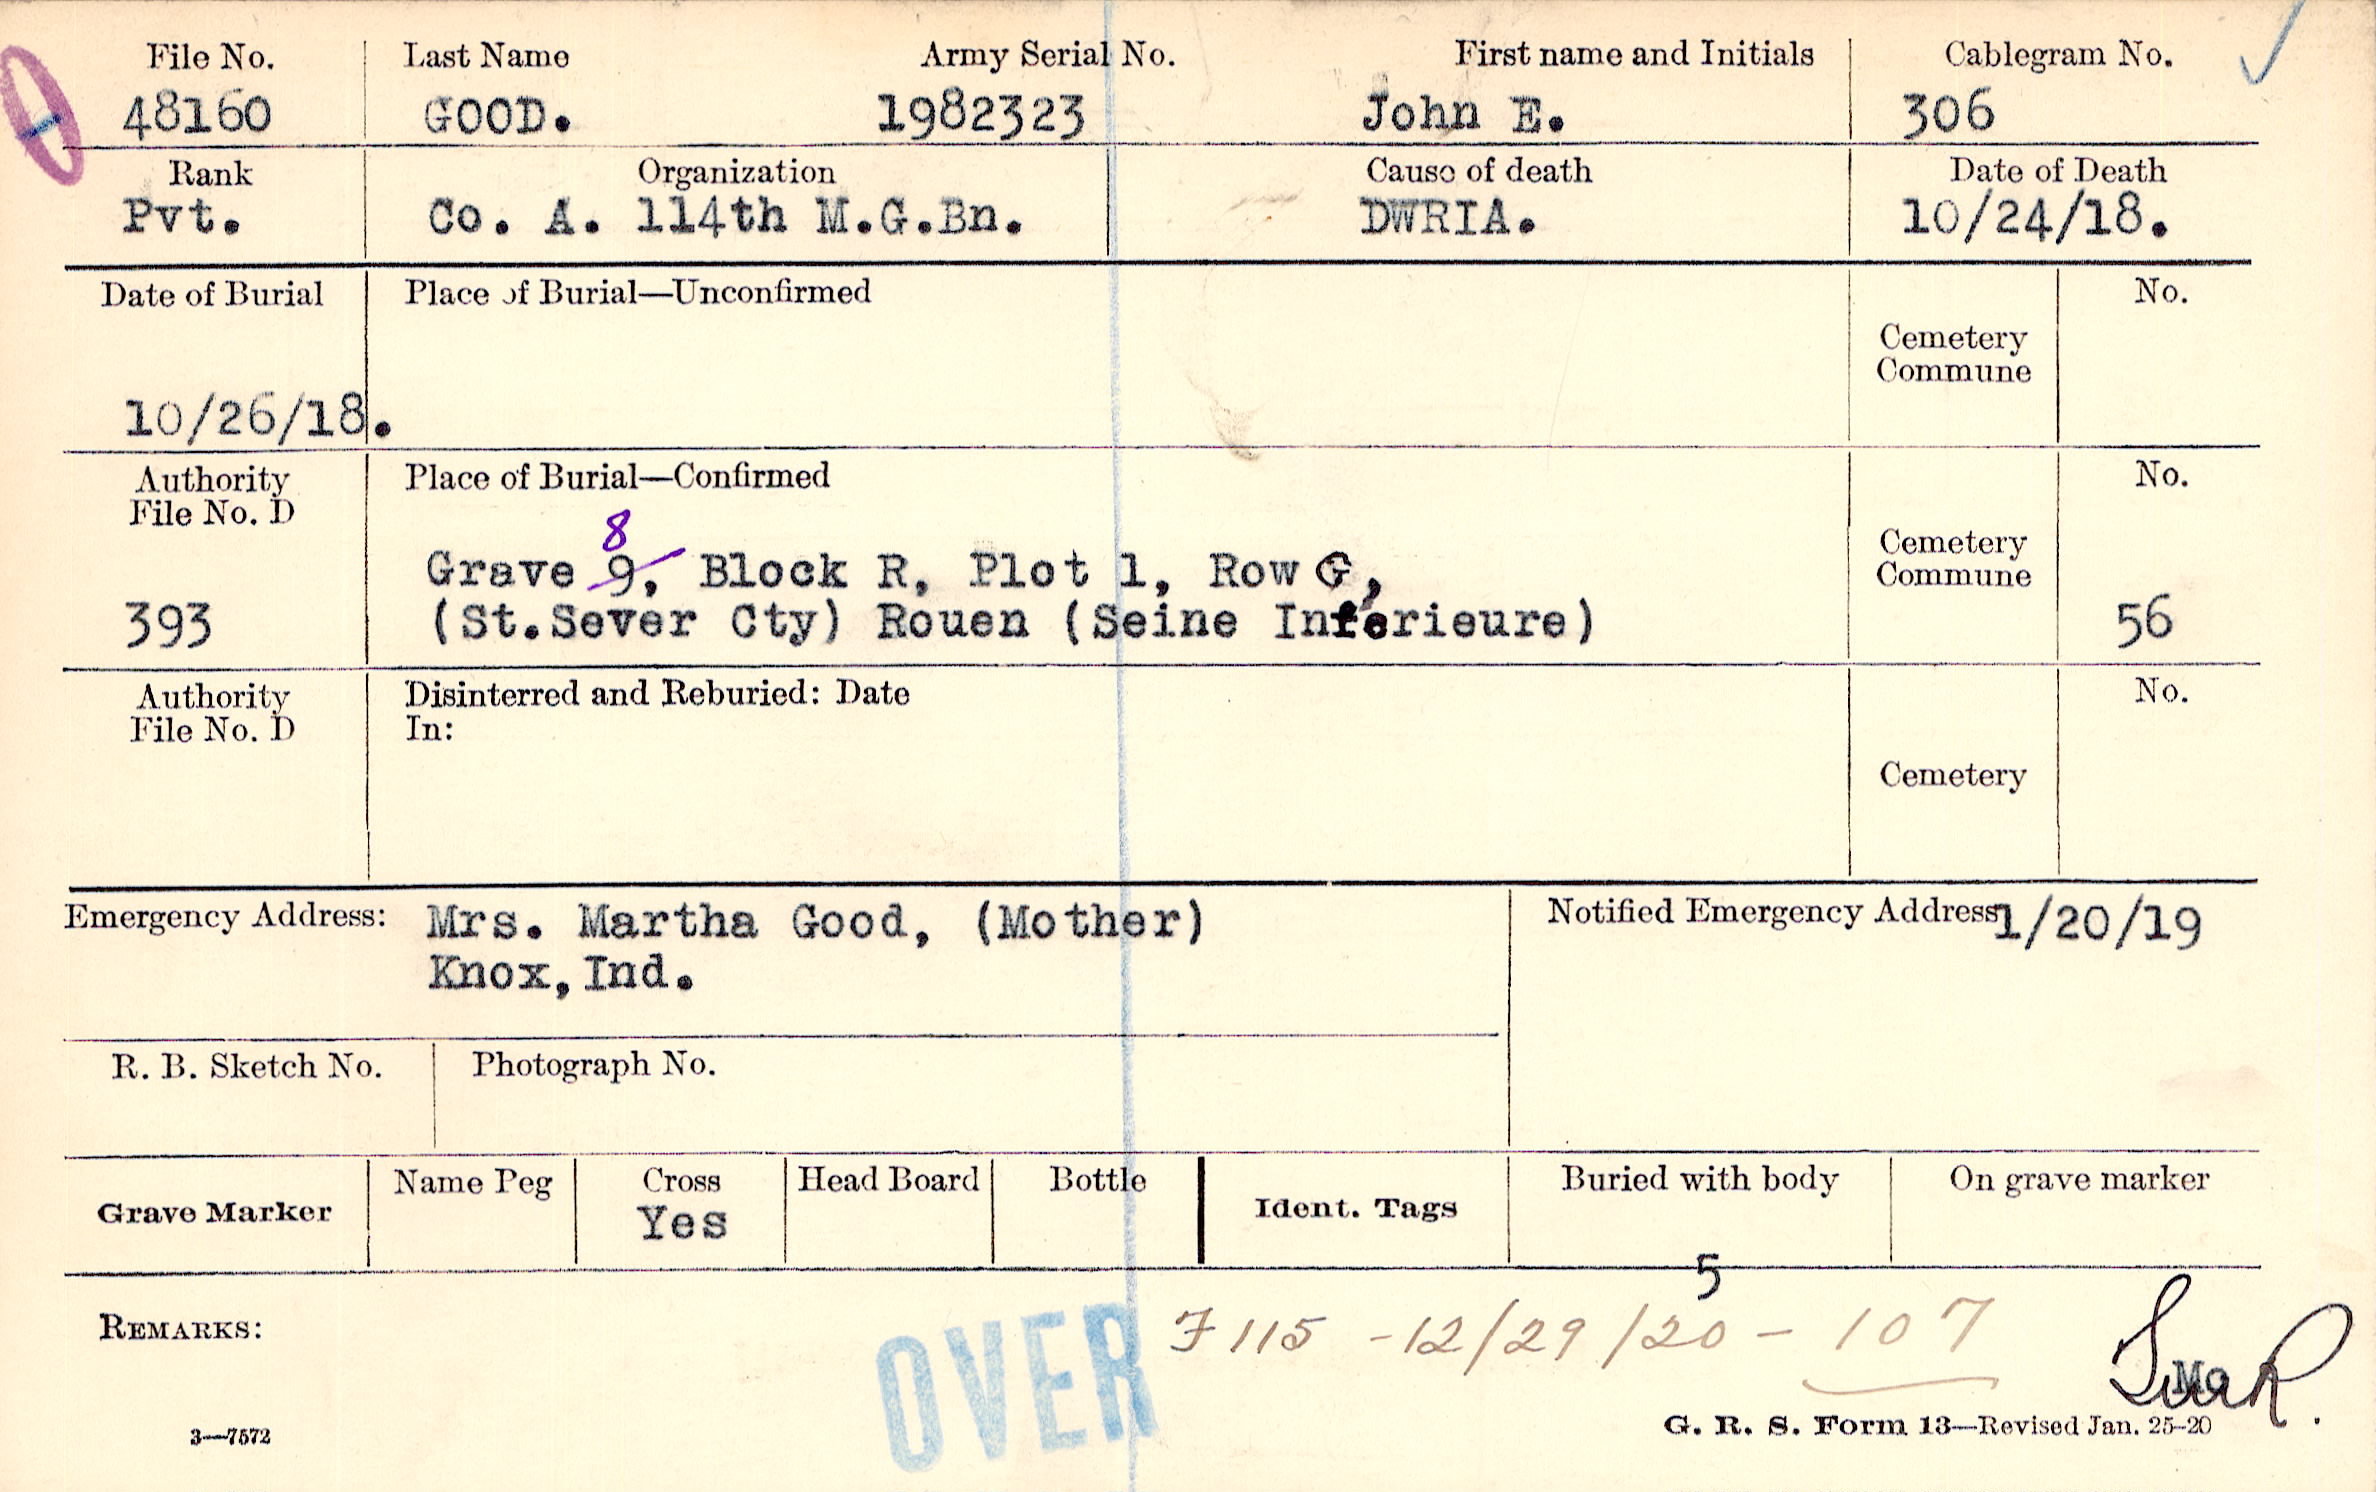 File No. Last Name Army Serial No. First name and Initials Cablegram No.
48160 GOOD. 1982323 John E. 306
Rank Organization Cause of death Date of Death
Pvt. Co. A. 114th M.G.Bn. DWRIA. 10/24/18.
Date of Burial Place of Burial—Unconfirmed No.
Cemetery
Commune
10/26/18.
Authority Place of Burial—Confirmed No.
File No. D
8
Grave 9, Block R, Plot 1, Row G, Cemetery
Commune
393 (St.Sever Cty) Rouen (Seine Inferieure) 56
Authority Disinterred and Reburied: Date No.
File No. D In:
Cemetery
Emergency Address: Mrs. Martha Good, (Mother) Notified Emergency Address 1/20/19
Knox, Ind.
R. B. Sketch No. Photograph No.
Grave Marker Name Peg Cross Head Board Bottle Ident. Tags Buried with body On grave marker
Yes
5
REMARKS: OVER F 115 - 12/29/20 - 107
3—7572 G. R. S. Form 13—Revised Jan. 25-20